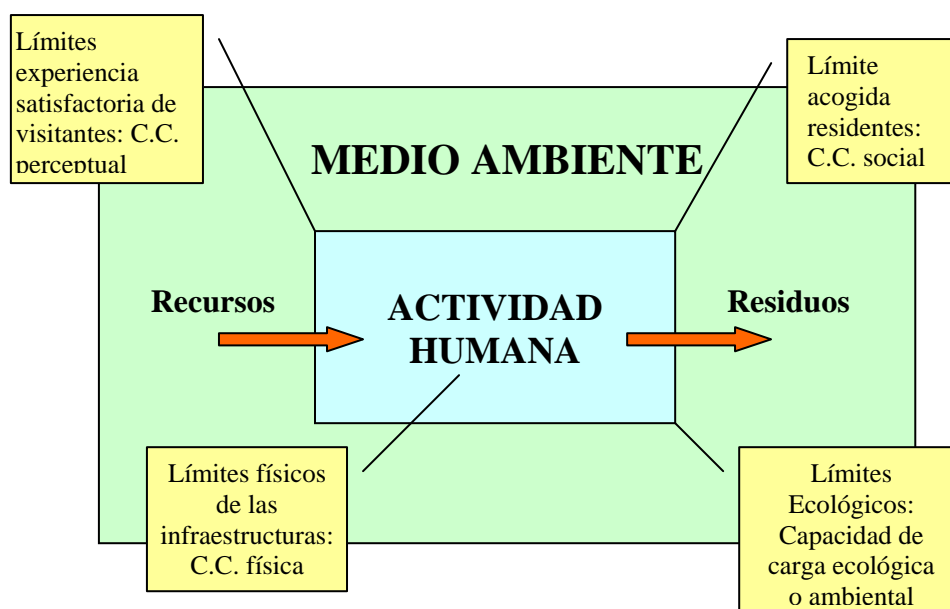 Límites
experiencia
satisfactoria de
visitantes: C.C.
perceptual
Límite
acogida
residentes:
C.C. social
MEDIO AMBIENTE
Recursos
ACTIVIDAD
HUMANA
Residuos
Límites físicos
de las
infraestructuras:
C.C. física
Límites
Ecológicos:
Capacidad de
carga ecológica
o ambiental